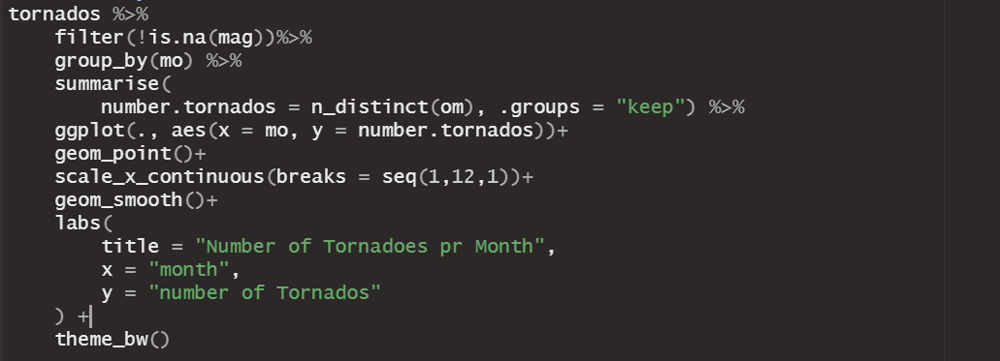 tornados %>%
    filter(!is.na(mag))%>%
    group_by(mo) %>%
    summarise(
        number.tornados = n_distinct(om), .groups = "keep") %>%
    ggplot(., aes(x = mo, y = number.tornados))+
    geom_point()+
    scale_x_continuous(breaks = seq(1,12,1))+
    geom_smooth()+
    labs(
        title = "Number of Tornadoes pr Month",
        x = "month",
        y = "number of Tornados"
    ) +
    theme_bw()